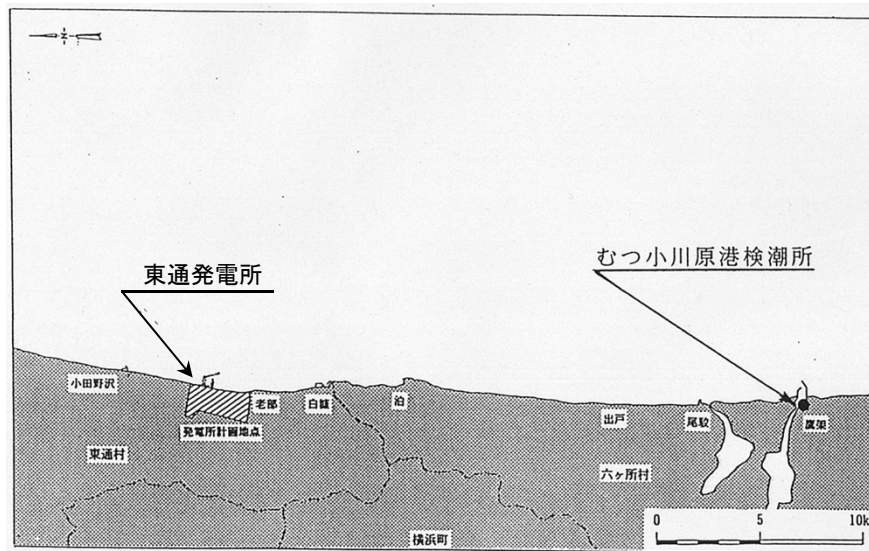 N
東通発電所
むつ小川原港検潮所
小田野沢
老部
白糠
泊
出戸
尾駮
鷹架
発電所計画地点
東通村
六ヶ所村
横浜町
0 5 10k